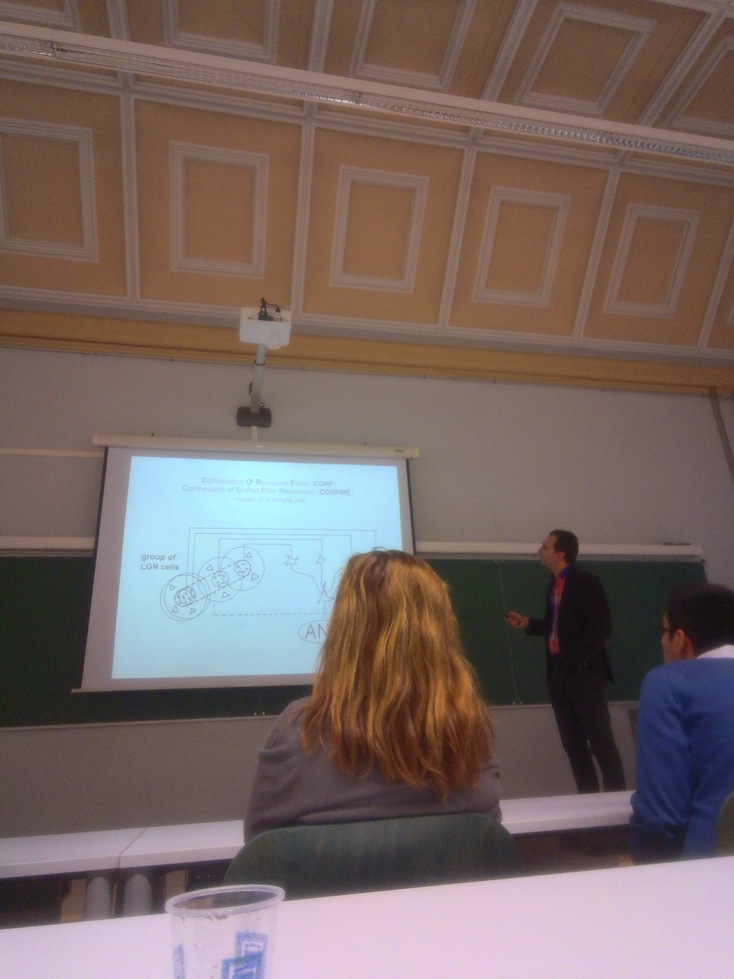 Combination Of Receptive Fields (CORF)
Combination of Shifted Filter Responses (COSFIRE)
model of a simple cell
group of
LGN cells
AN